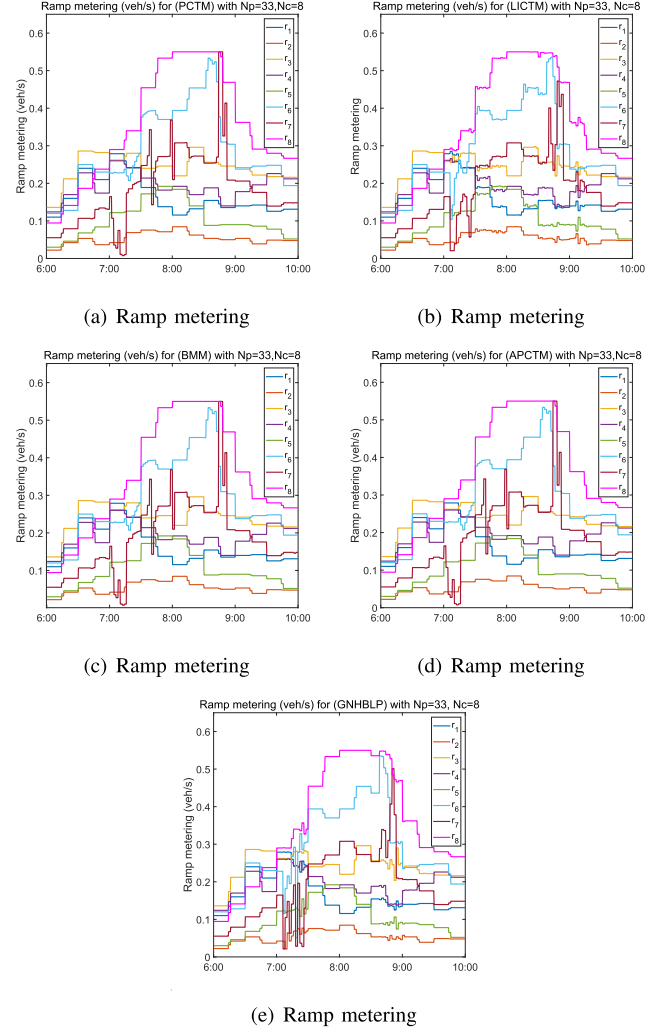 Ramp metering (veh/s) for (PCTM) with Np=33,Nc=8
Ramp metering (veh/s) for (LICTM) with Np=33, Nc=8
Ramp metering (veh/s)
0.6
0.5
0.4
0.3
0.2
0.1
0
6:00 7:00 8:00 9:00 10:00
r1
r2
r3
r4
r5
r6
r7
r8
Ramp metering
0.6
0.5
0.4
0.3
0.2
0.1
0
6:00 7:00 8:00 9:00 10:00
r1
r2
r3
r4
r5
r6
r7
r8
(a) Ramp metering
(b) Ramp metering
Ramp metering (veh/s) for (BMM) with Np=33,Nc=8
Ramp metering (veh/s) for (APCTM) with Np=33,Nc=8
Ramp metering (veh/s)
0.6
0.5
0.4
0.3
0.2
0.1
0
6:00 7:00 8:00 9:00 10:00
r1
r2
r3
r4
r5
r6
r7
r8
Ramp metering (veh/s)
0.6
0.5
0.4
0.3
0.2
0.1
0
6:00 7:00 8:00 9:00 10:00
r1
r2
r3
r4
r5
r6
r7
r8
(c) Ramp metering
(d) Ramp metering
Ramp metering (veh/s) for (GNHBLP) with Np=33, Nc=8
Ramp metering (veh/s)
0.6
0.5
0.4
0.3
0.2
0.1
0
6:00 7:00 8:00 9:00 10:00
r1
r2
r3
r4
r5
r6
r7
r8
(e) Ramp metering